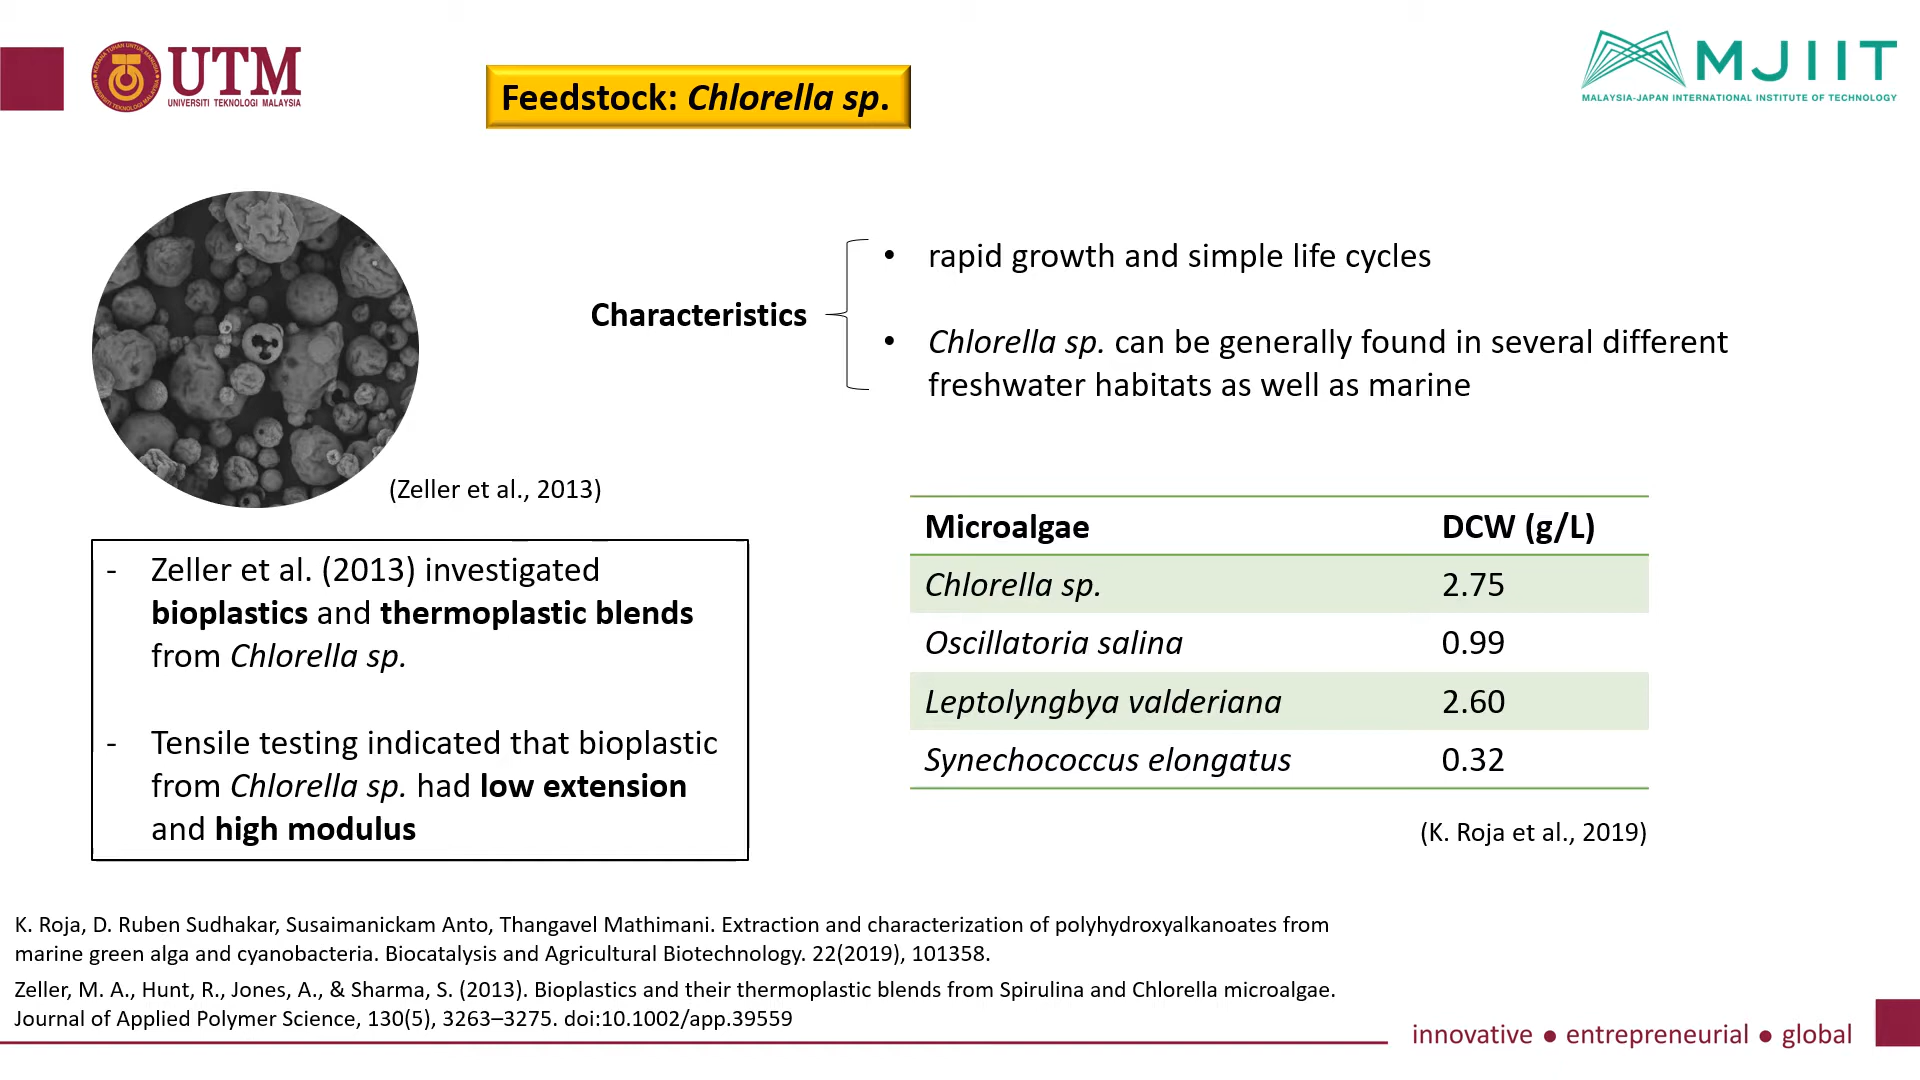 UTM
UNIVERSITI TEKNOLOGI MALAYSIA
Feedstock: Chlorella sp.
MJIIT
MALAYSIA-JAPAN INTERNATIONAL INSTITUTE OF TECHNOLOGY
Characteristics
• rapid growth and simple life cycles
• Chlorella sp. can be generally found in several different
freshwater habitats as well as marine
(Zeller et al., 2013)
- Zeller et al. (2013) investigated
bioplastics and thermoplastic blends
from Chlorella sp.
- Tensile testing indicated that bioplastic
from Chlorella sp. had low extension
and high modulus
Microalgae DCW (g/L)
Chlorella sp. 2.75
Oscillatoria salina 0.99
Leptolyngbya valderiana 2.60
Synechococcus elongatus 0.32
(K. Roja et al., 2019)
K. Roja, D. Ruben Sudhakar, Susaimanickam Anto, Thangavel Mathimani. Extraction and characterization of polyhydroxyalkanoates from
marine green alga and cyanobacteria. Biocatalysis and Agricultural Biotechnology. 22(2019), 101358.
Zeller, M. A., Hunt, R., Jones, A., & Sharma, S. (2013). Bioplastics and their thermoplastic blends from Spirulina and Chlorella microalgae.
Journal of Applied Polymer Science, 130(5), 3263–3275. doi:10.1002/app.39559
innovative ● entrepreneurial ● global